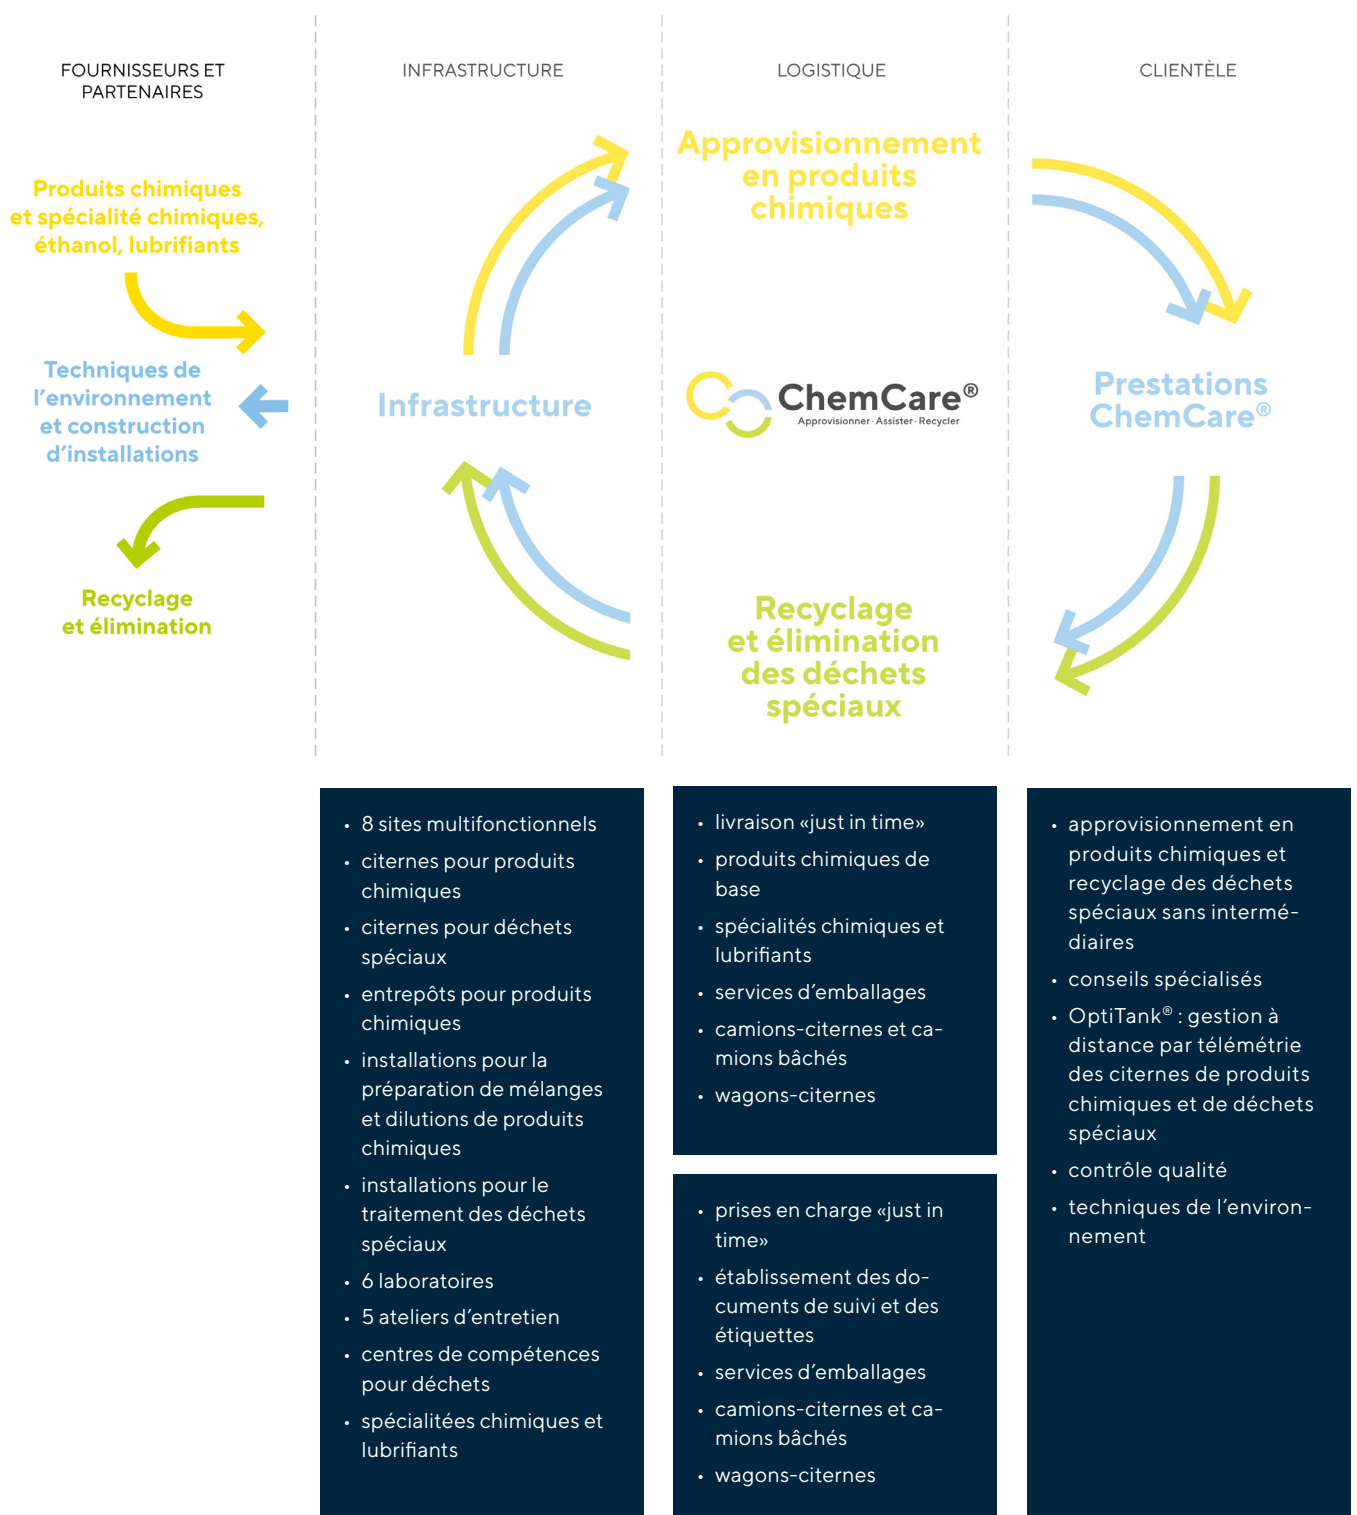 FOURNISSEURS ET
PARTENAIRES
Produits chimiques
et spécialité chimiques,
éthanol, lubrifiants
Techniques de
l’environnement
et construction
d’installations
Recyclage
et élimination
INFRASTRUCTURE
Infrastructure
LOGISTIQUE
Approvisionnement
en produits
chimiques
ChemCare®
Approvisionner · Assister · Recycler
Recyclage
et élimination
des déchets
spéciaux
CLIENTÈLE
Prestations
ChemCare®
• 8 sites multifonctionnels
• citernes pour produits
chimiques
• citernes pour déchets
spéciaux
• entrepôts pour produits
chimiques
• installations pour la
préparation de mélanges
et dilutions de produits
chimiques
• installations pour le
traitement des déchets
spéciaux
• 6 laboratoires
• 5 ateliers d’entretien
• centres de compétences
pour déchets
• spécialitées chimiques et
lubrifiants
• livraison «just in time»
• produits chimiques de
base
• spécialités chimiques et
lubrifiants
• services d’emballages
• camions-citernes et ca-
mions bâchés
• wagons-citernes
• prises en charge «just in
time»
• établissement des do-
cuments de suivi et des
étiquettes
• services d’emballages
• camions-citernes et ca-
mions bâchés
• wagons-citernes
• approvisionnement en
produits chimiques et
recyclage des déchets
spéciaux sans intermé-
diaires
• conseils spécialisés
• OptiTank® : gestion à
distance par télémétrie
des citernes de produits
chimiques et de déchets
spéciaux
• contrôle qualité
• techniques de l’environ-
nement